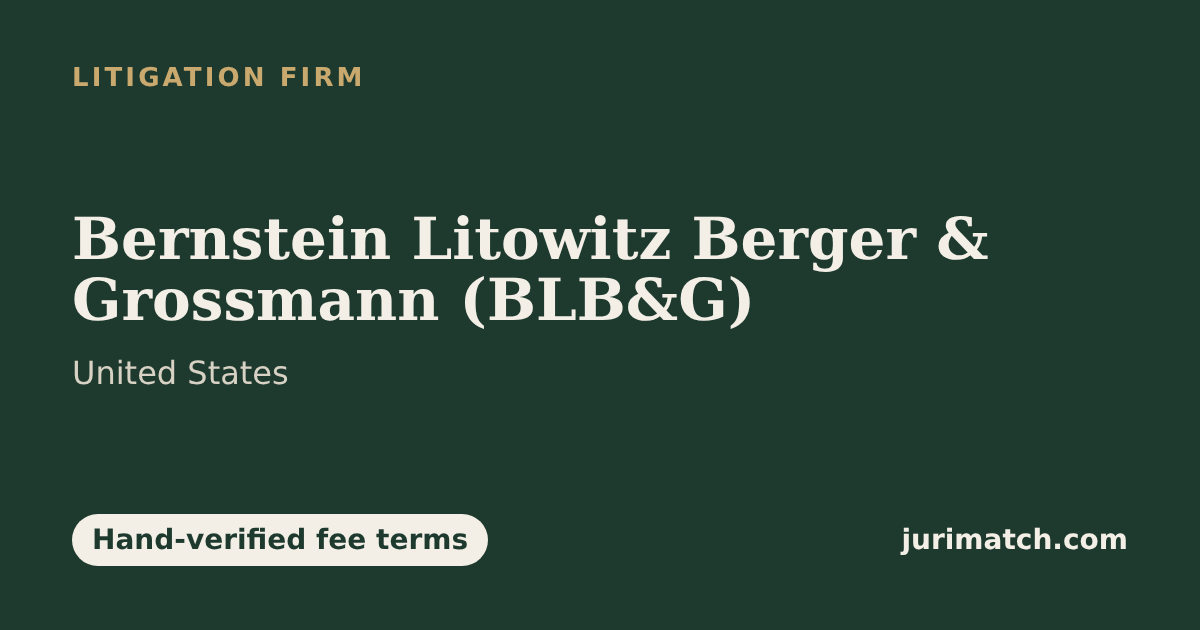 LITIGATION FIRM
Bernstein Litowitz Berger &
Grossmann (BLB&G)
United States
Hand-verified fee terms
jurimatch.com